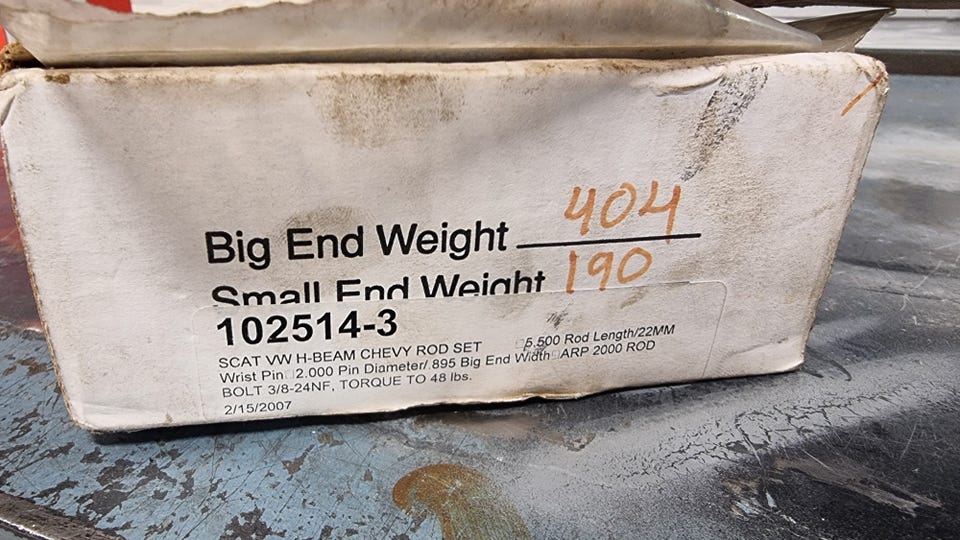 Big End Weight 404
Small End Weight 190
102514-3
SCAT VW H-BEAM CHEVY ROD SET □5.500 Rod Length/22MM
Wrist Pin□2.000 Pin Diameter/.895 Big End Width□ARP 2000 ROD
BOLT 3/8-24NF, TORQUE TO 48 lbs.
2/15/2007